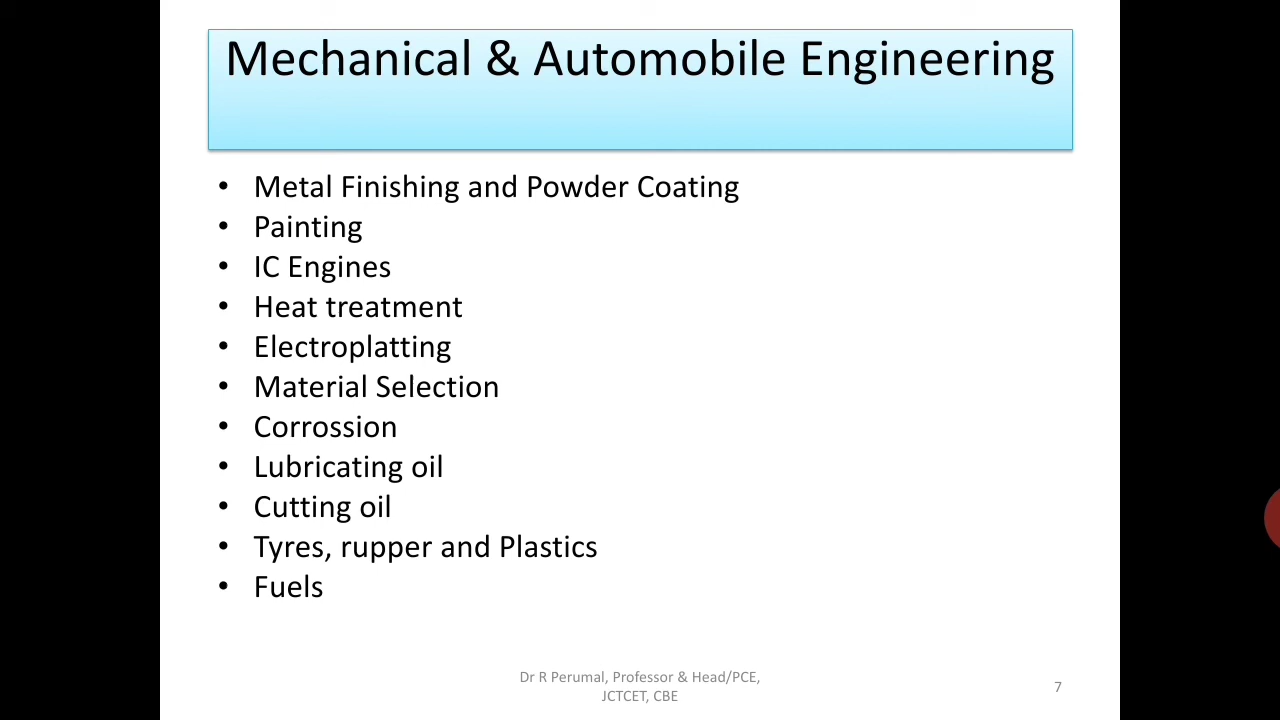 Mechanical & Automobile Engineering
• Metal Finishing and Powder Coating
• Painting
• IC Engines
• Heat treatment
• Electroplatting
• Material Selection
• Corrossion
• Lubricating oil
• Cutting oil
• Tyres, rupper and Plastics
• Fuels
Dr R Perumal, Professor & Head/PCE,
JCTCET, CBE
7